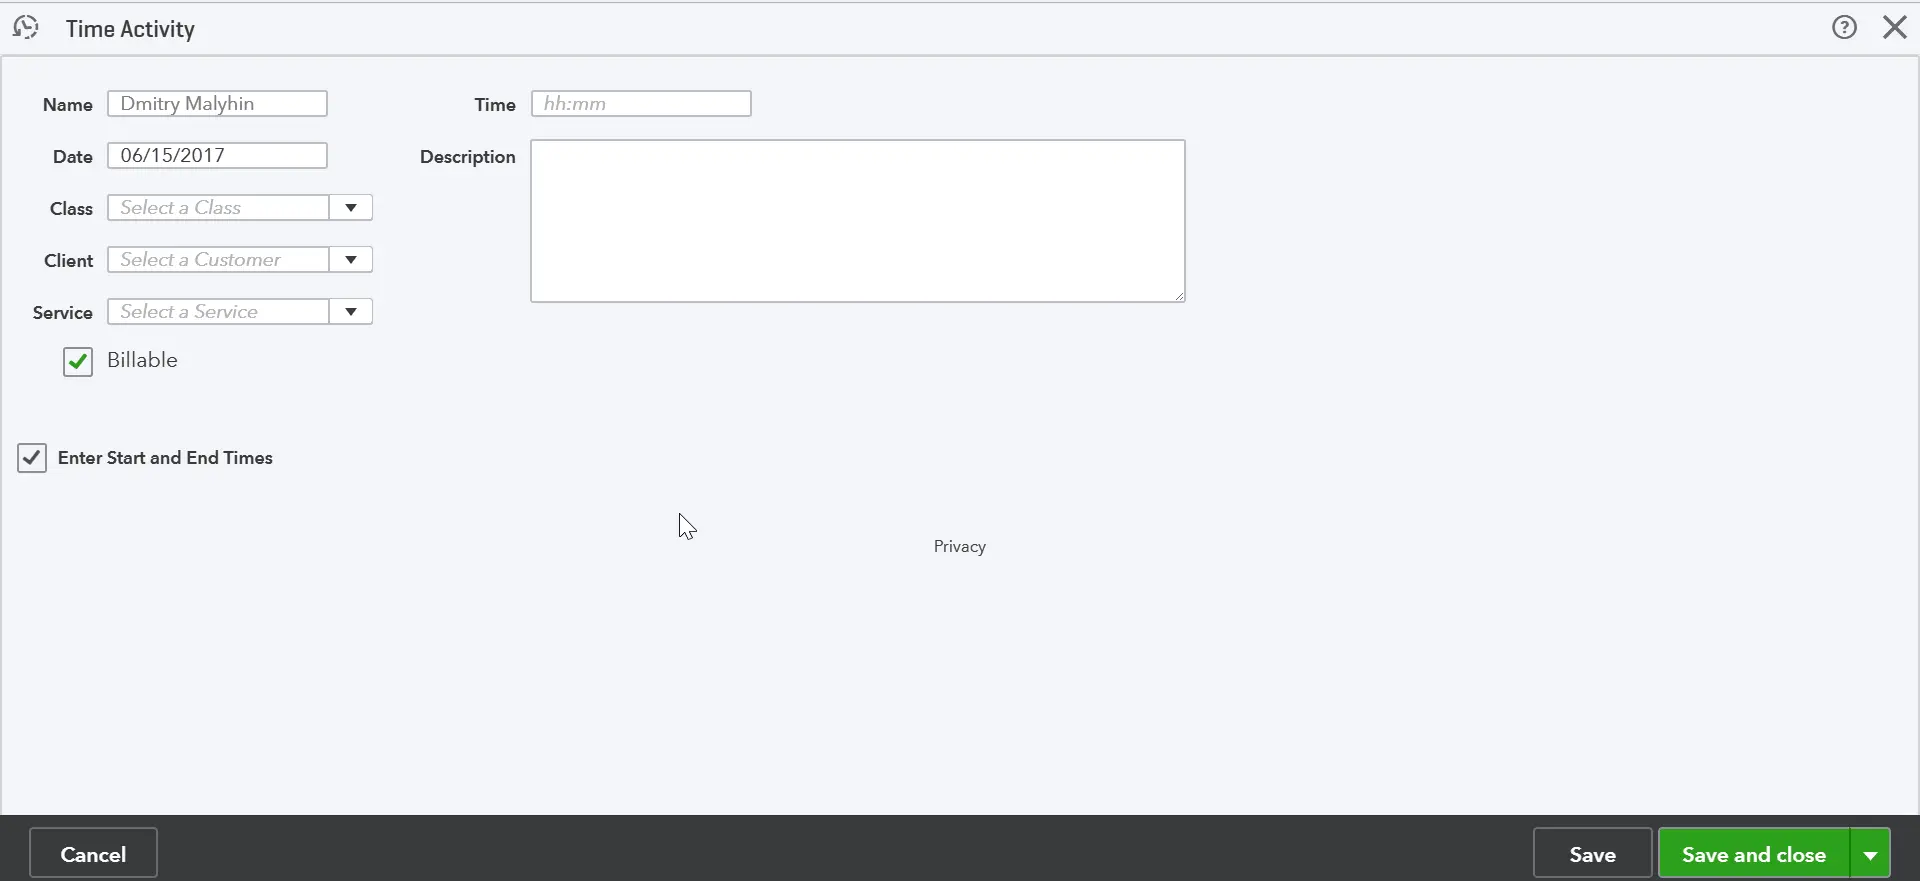 Time Activity
Name Dmitry Malyhin Time hh:mm
Date 06/15/2017 Description
Class Select a Class
Client Select a Customer
Service Select a Service
Billable
Enter Start and End Times
Privacy
Cancel Save Save and close